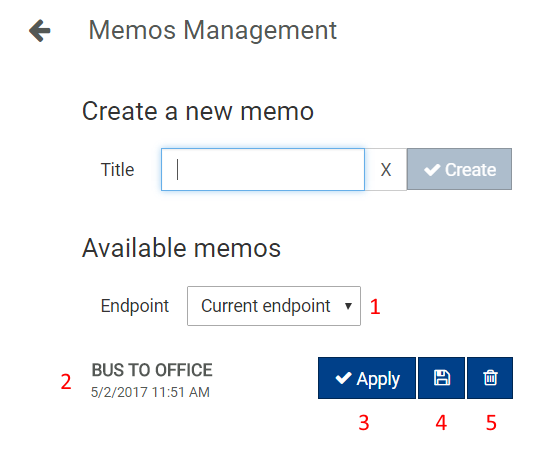 Memos Management
Create a new memo
Title X Create
Available memos
Endpoint Current endpoint 1
2 BUS TO OFFICE Apply
5/2/2017 11:51 AM
3 4 5